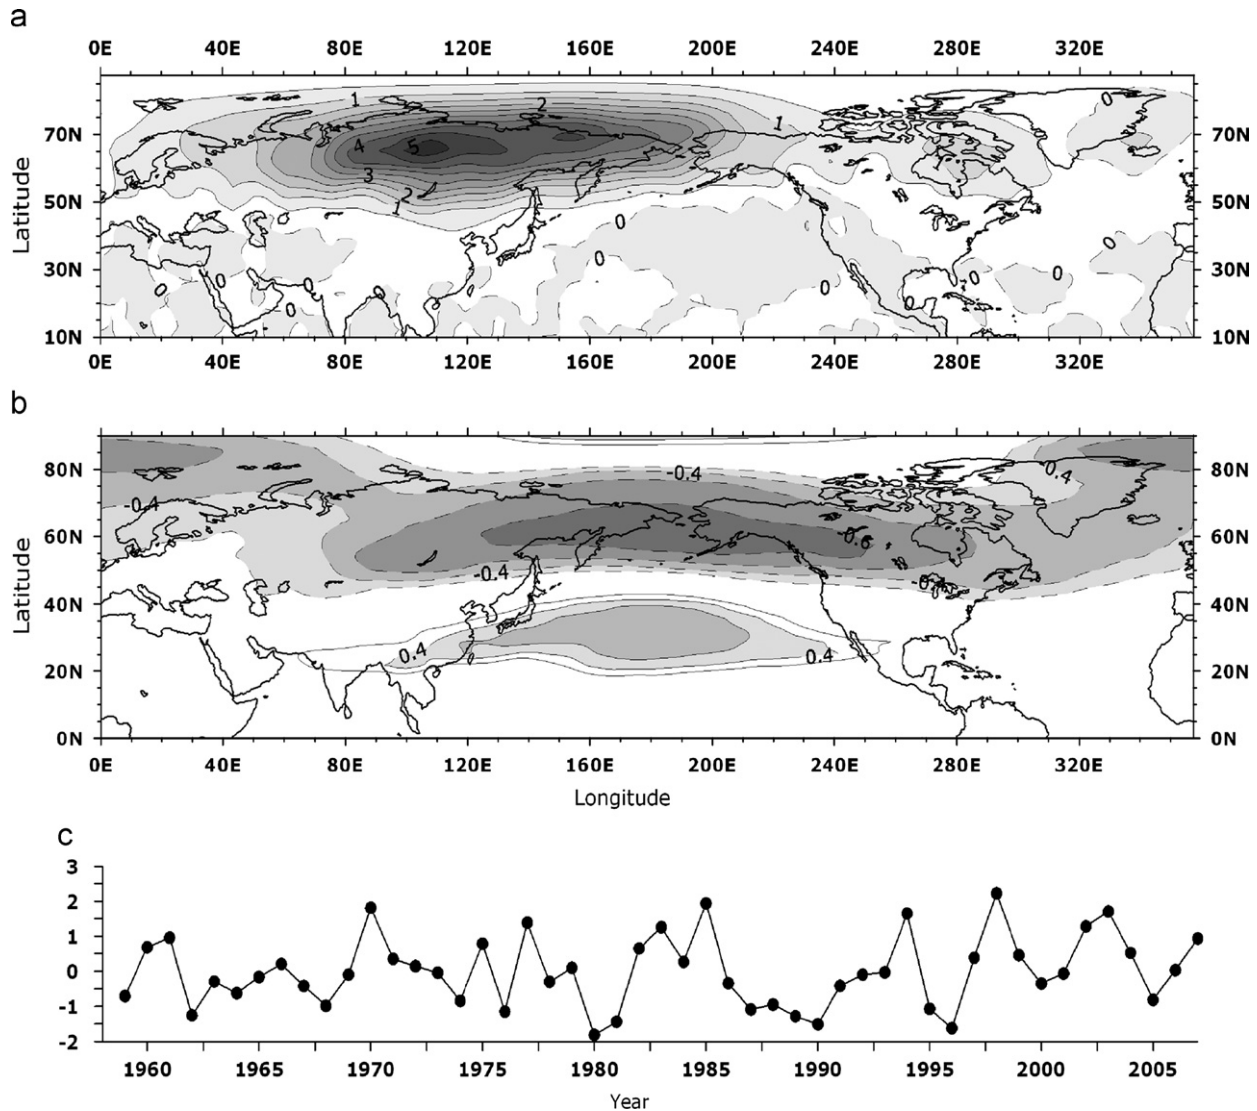 a
0E 40E 80E 120E 160E 200E 240E 280E 320E
1 2 1 0
70N 4 5 70N
3
50N 2 1 0 50N
Latitude
0 0
30N 0 0 0 0 30N
0 0 0 0 0
10N 10N
0E 40E 80E 120E 160E 200E 240E 280E 320E
b
80N -0.4 0.4 80N
-0.4
60N -0.6 60N
-0.4 -0.4
Latitude
40N 40N
0.4 0.4
20N 20N
0N 0N
0E 40E 80E 120E 160E 200E 240E 280E 320E
Longitude
c
3
2
1
0
-1
-2
1960 1965 1970 1975 1980 1985 1990 1995 2000 2005
Year